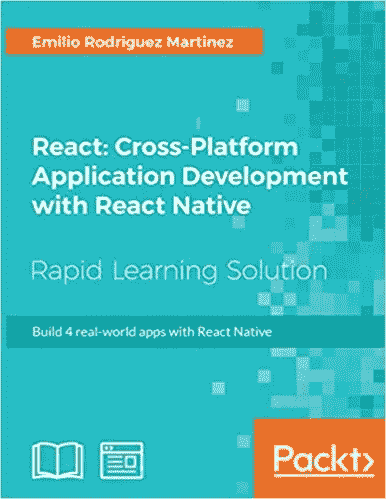 Emilio Rodriguez Martinez
React: Cross-Platform
Application Development
with React Native
Rapid Learning Solution
Build 4 real-world apps with React Native
Packt>